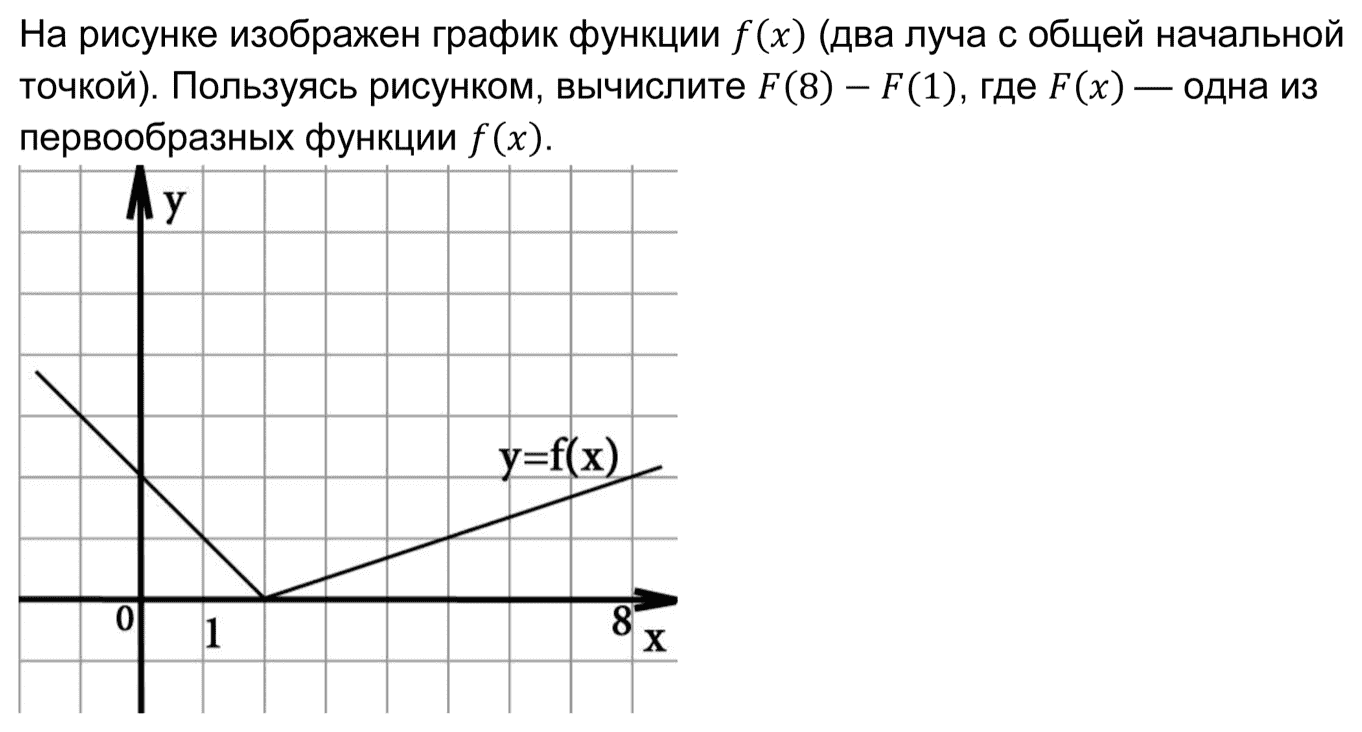 На рисунке изображен график функции f(x) (два луча с общей начальной
точкой). Пользуясь рисунком, вычислите F(8) − F(1), где F(x) — одна из
первообразных функции f(x).
y
y=f(x)
0
1
8
x